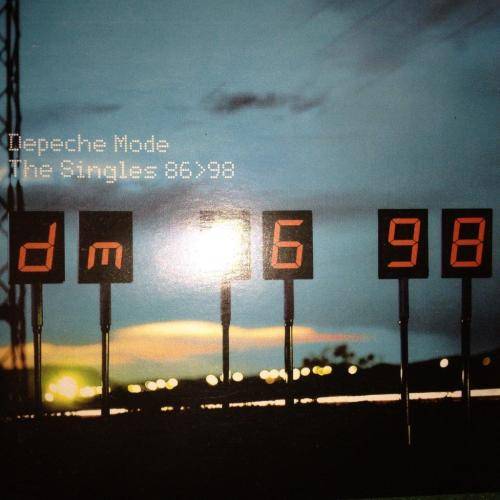 Depeche Mode
The Singles 86>98
dm 6 98